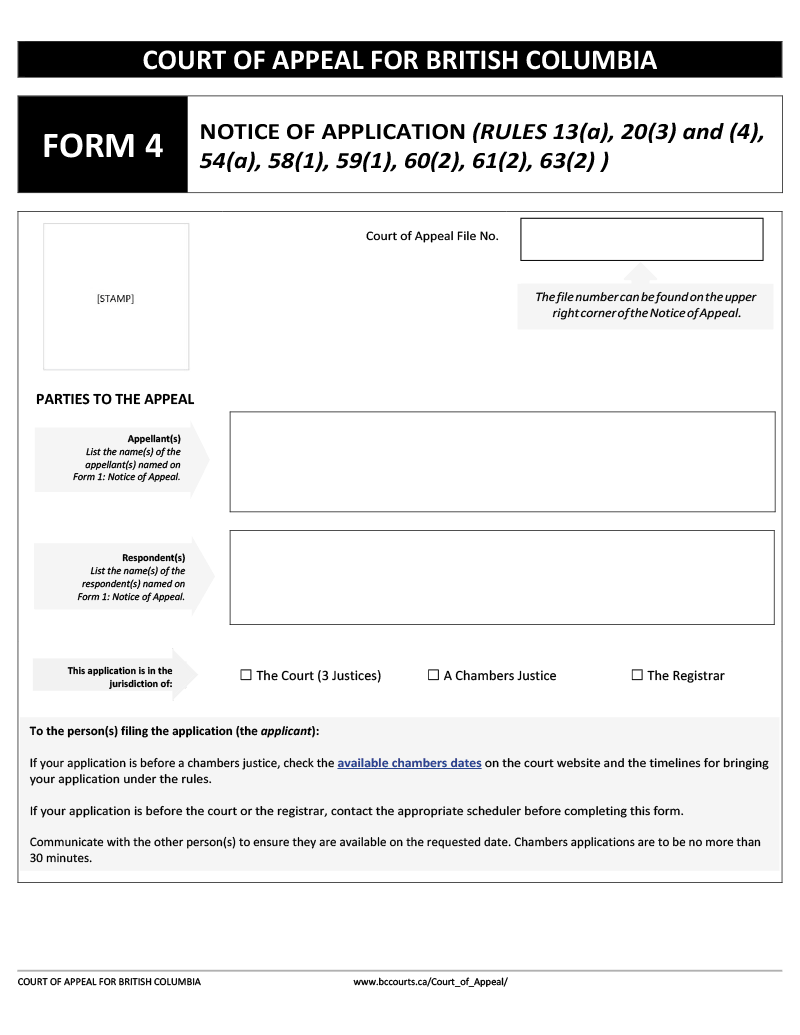 COURT OF APPEAL FOR BRITISH COLUMBIA
FORM 4
NOTICE OF APPLICATION (RULES 13(a), 20(3) and (4),
54(a), 58(1), 59(1), 60(2), 61(2), 63(2) )
[STAMP]
Court of Appeal File No.
The file number can be found on the upper
right corner of the Notice of Appeal.
PARTIES TO THE APPEAL
Appellant(s)
List the name(s) of the
appellant(s) named on
Form 1: Notice of Appeal.
Respondent(s)
List the name(s) of the
respondent(s) named on
Form 1: Notice of Appeal.
This application is in the
jurisdiction of:
☐ The Court (3 Justices) ☐ A Chambers Justice ☐ The Registrar
To the person(s) filing the application (the applicant):
If your application is before a chambers justice, check the available chambers dates on the court website and the timelines for bringing
your application under the rules.
If your application is before the court or the registrar, contact the appropriate scheduler before completing this form.
Communicate with the other person(s) to ensure they are available on the requested date. Chambers applications are to be no more than
30 minutes.
COURT OF APPEAL FOR BRITISH COLUMBIA www.bccourts.ca/Court_of_Appeal/